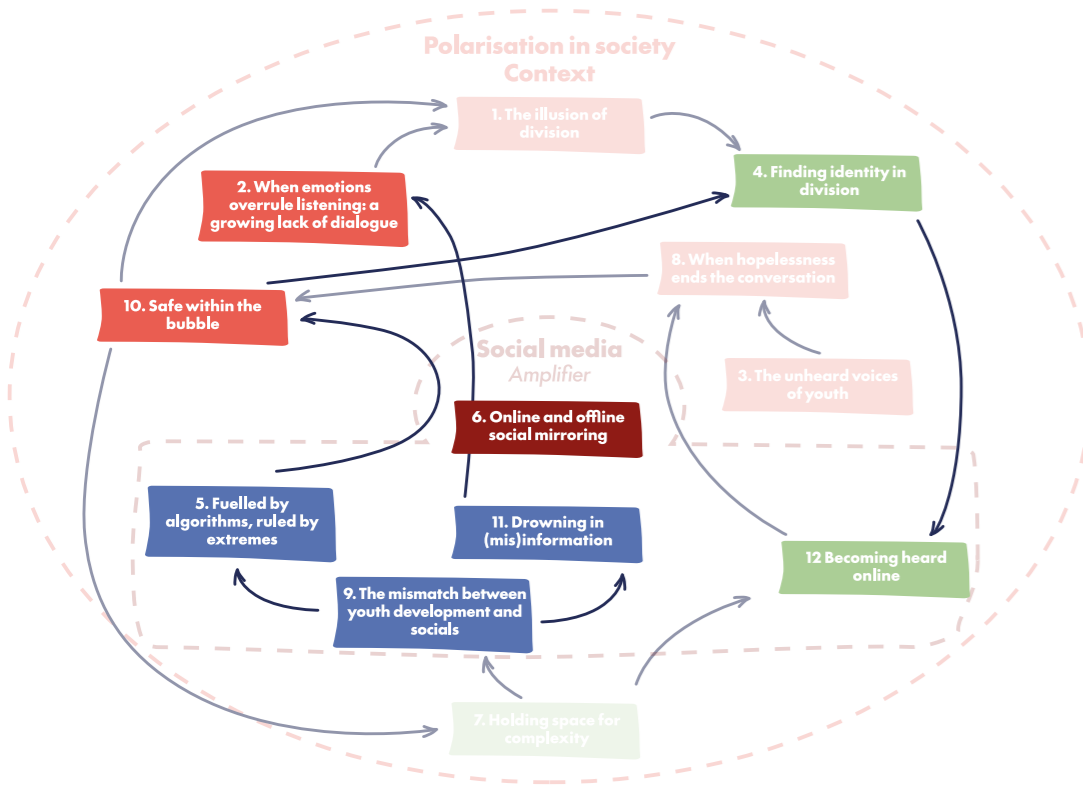 Polarisation in society
Context
1. The illusion of
division
4. Finding identity in
division
2. When emotions
overrule listening: a
growing lack of dialogue
8. When hopelessness
ends the conversation
10. Safe within the
bubble
Social media
Amplifier
3. The unheard voices
of youth
6. Online and offline
social mirroring
5. Fuelled by
algorithms, ruled by
extremes
11. Drowning in
(mis)information
12 Becoming heard
online
9. The mismatch between
youth development and
socials
7. Holding space for
complexity